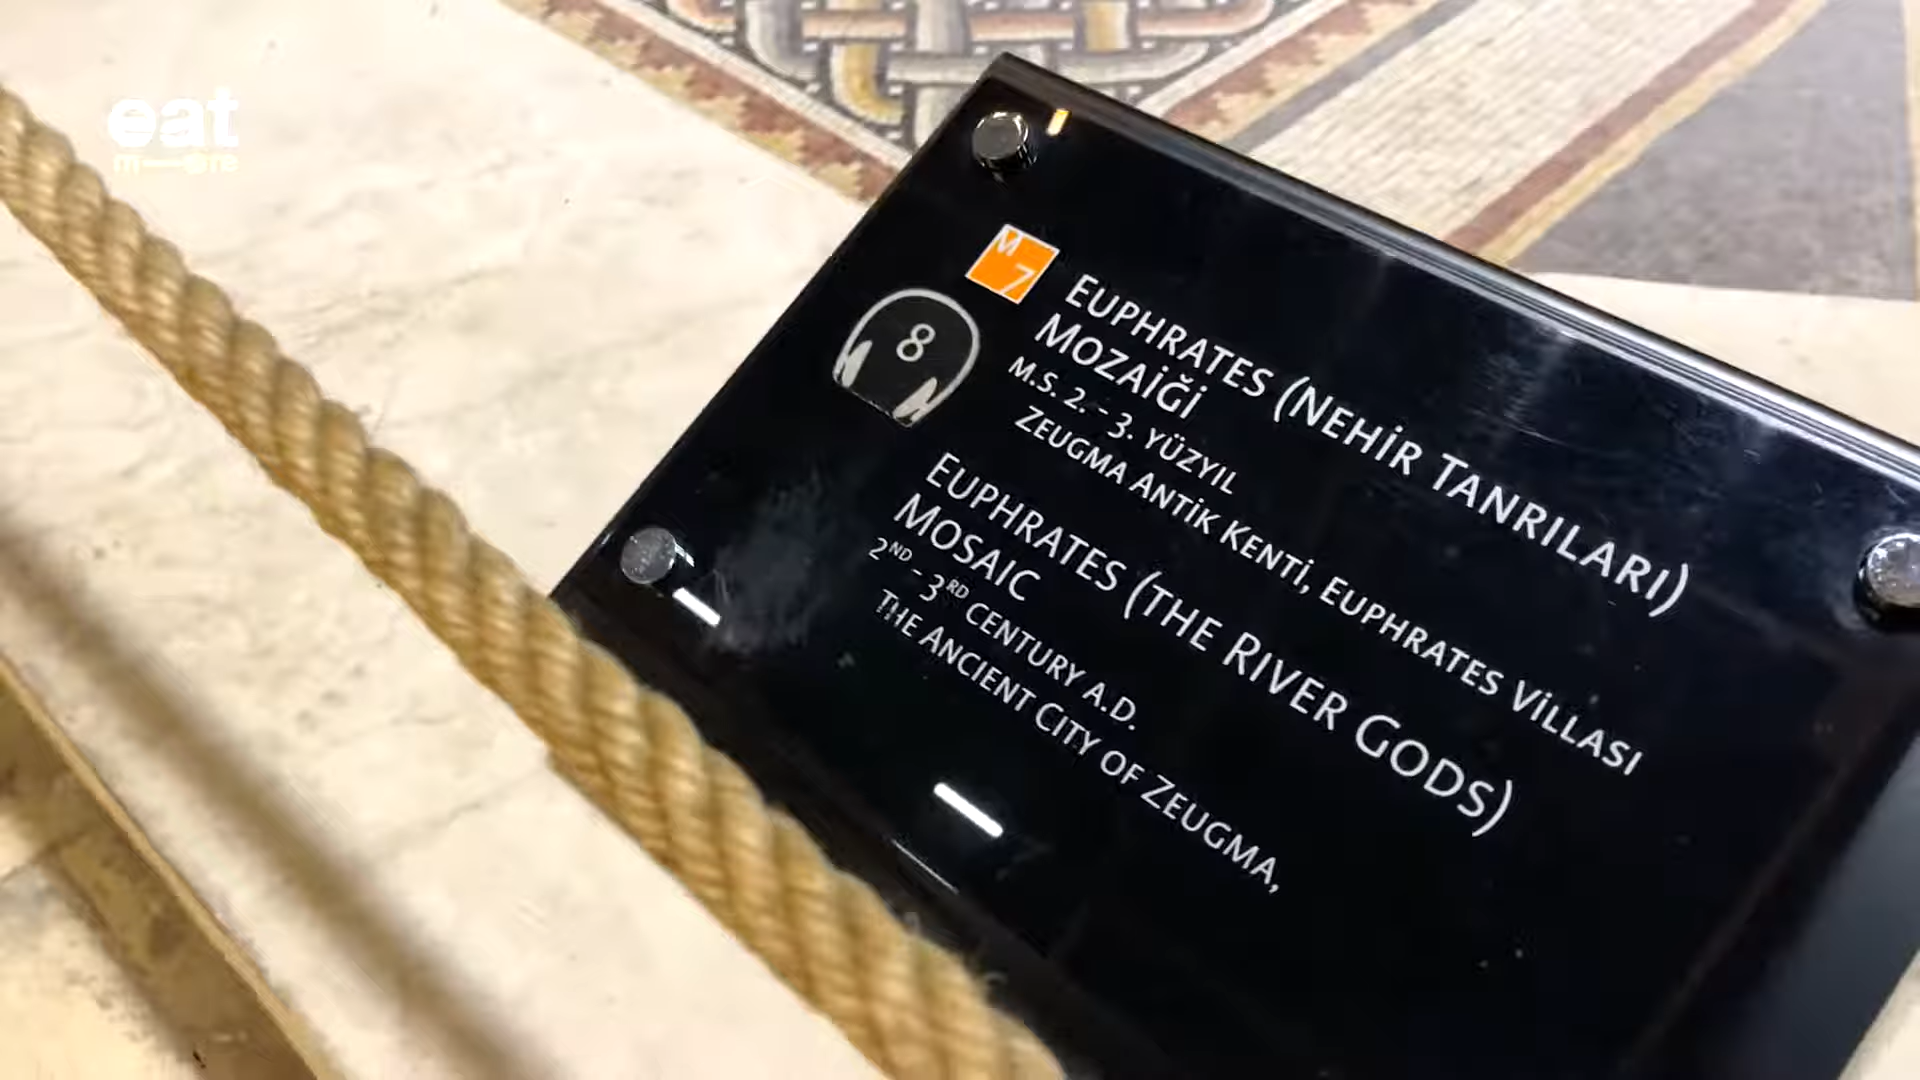 eat
M
7
8
EUPHRATES (NEHİR TANRILARI)
MOZAİĞİ
M.S. 2. - 3. YÜZYIL
ZEUGMA ANTİK KENTİ, EUPHRATES VİLLASI
EUPHRATES (THE RIVER GODS)
MOSAIC
2ND - 3RD CENTURY A.D.
THE ANCIENT CITY OF ZEUGMA,